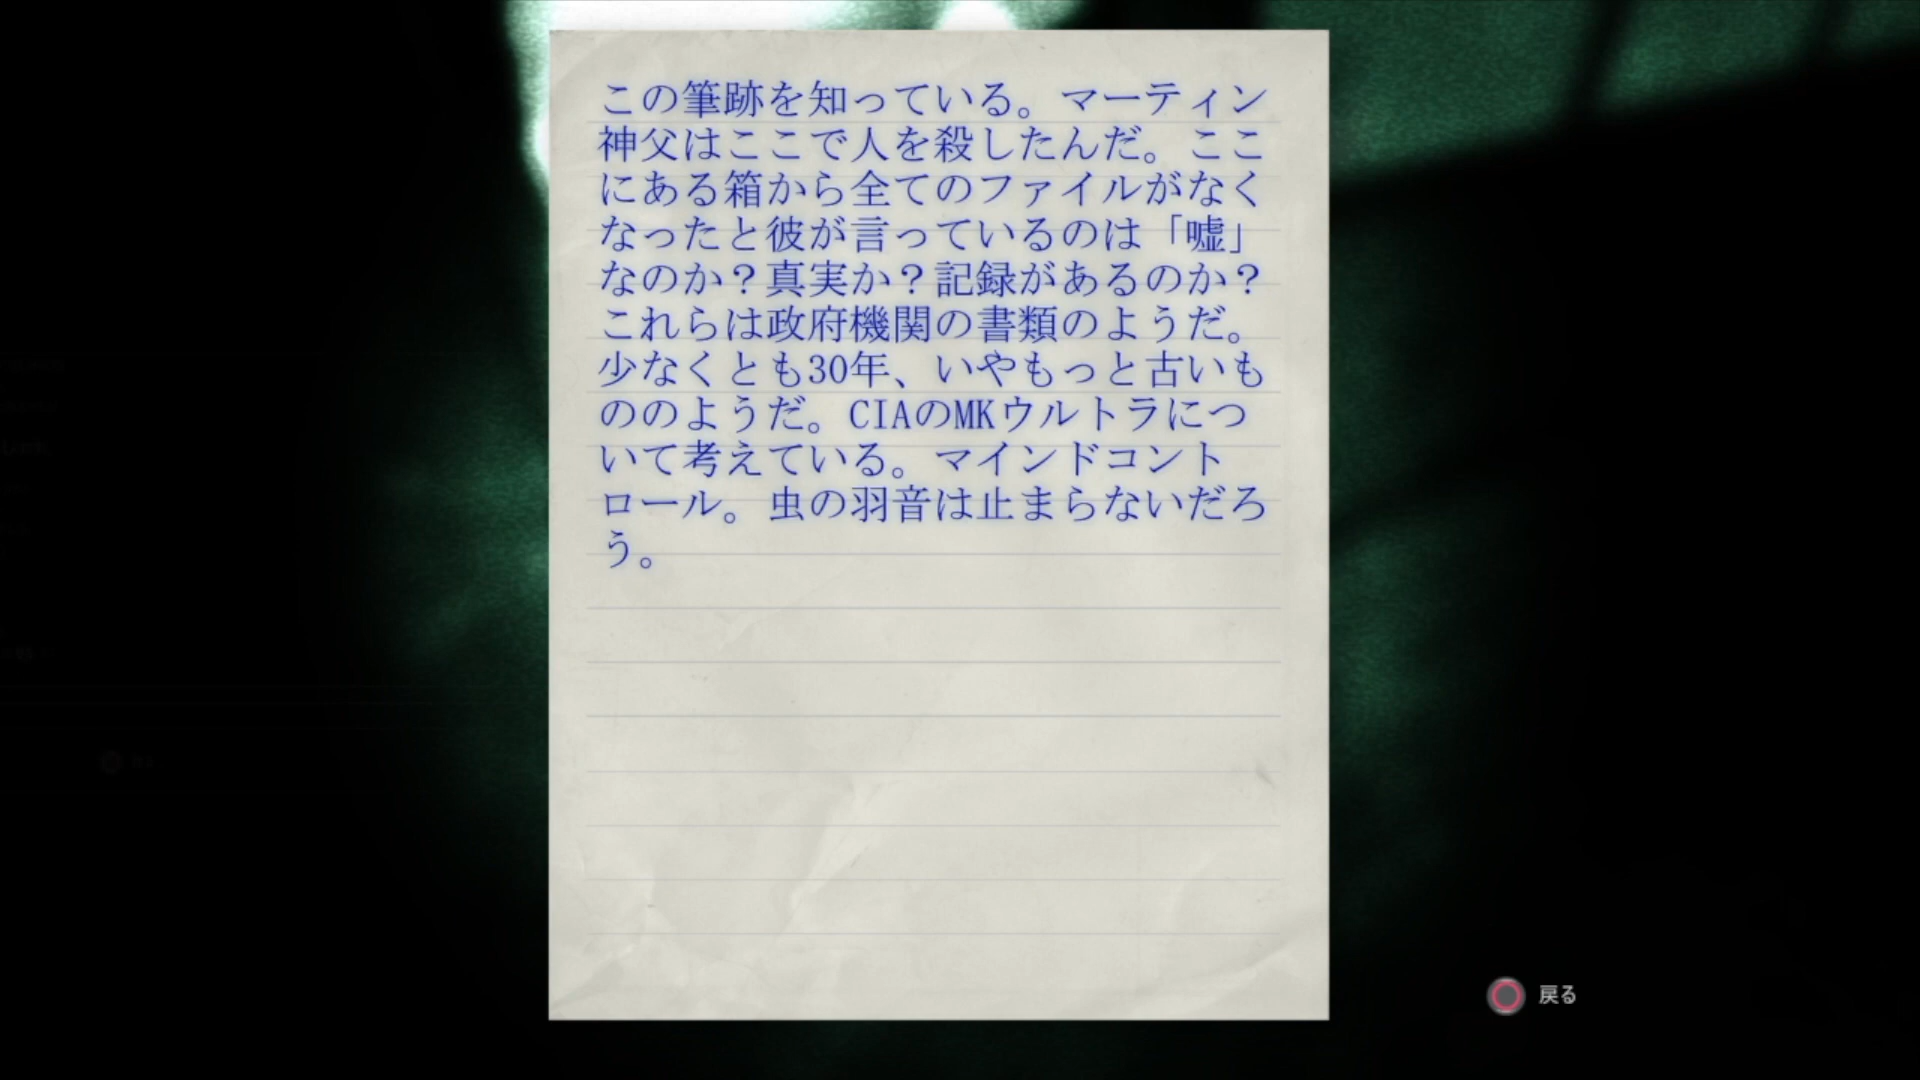 この筆跡を知っている。マーティン
神父はここで人を殺したんだ。ここ
にある箱から全てのファイルがなく
なったと彼が言っているのは「嘘」
なのか？真実か？記録があるのか？
これらは政府機関の書類のようだ。
少なくとも30年、いやもっと古いも
ののようだ。CIAのMKウルトラにつ
いて考えている。マインドコント
ロール。虫の羽音は止まらないだろ
う。
戻る